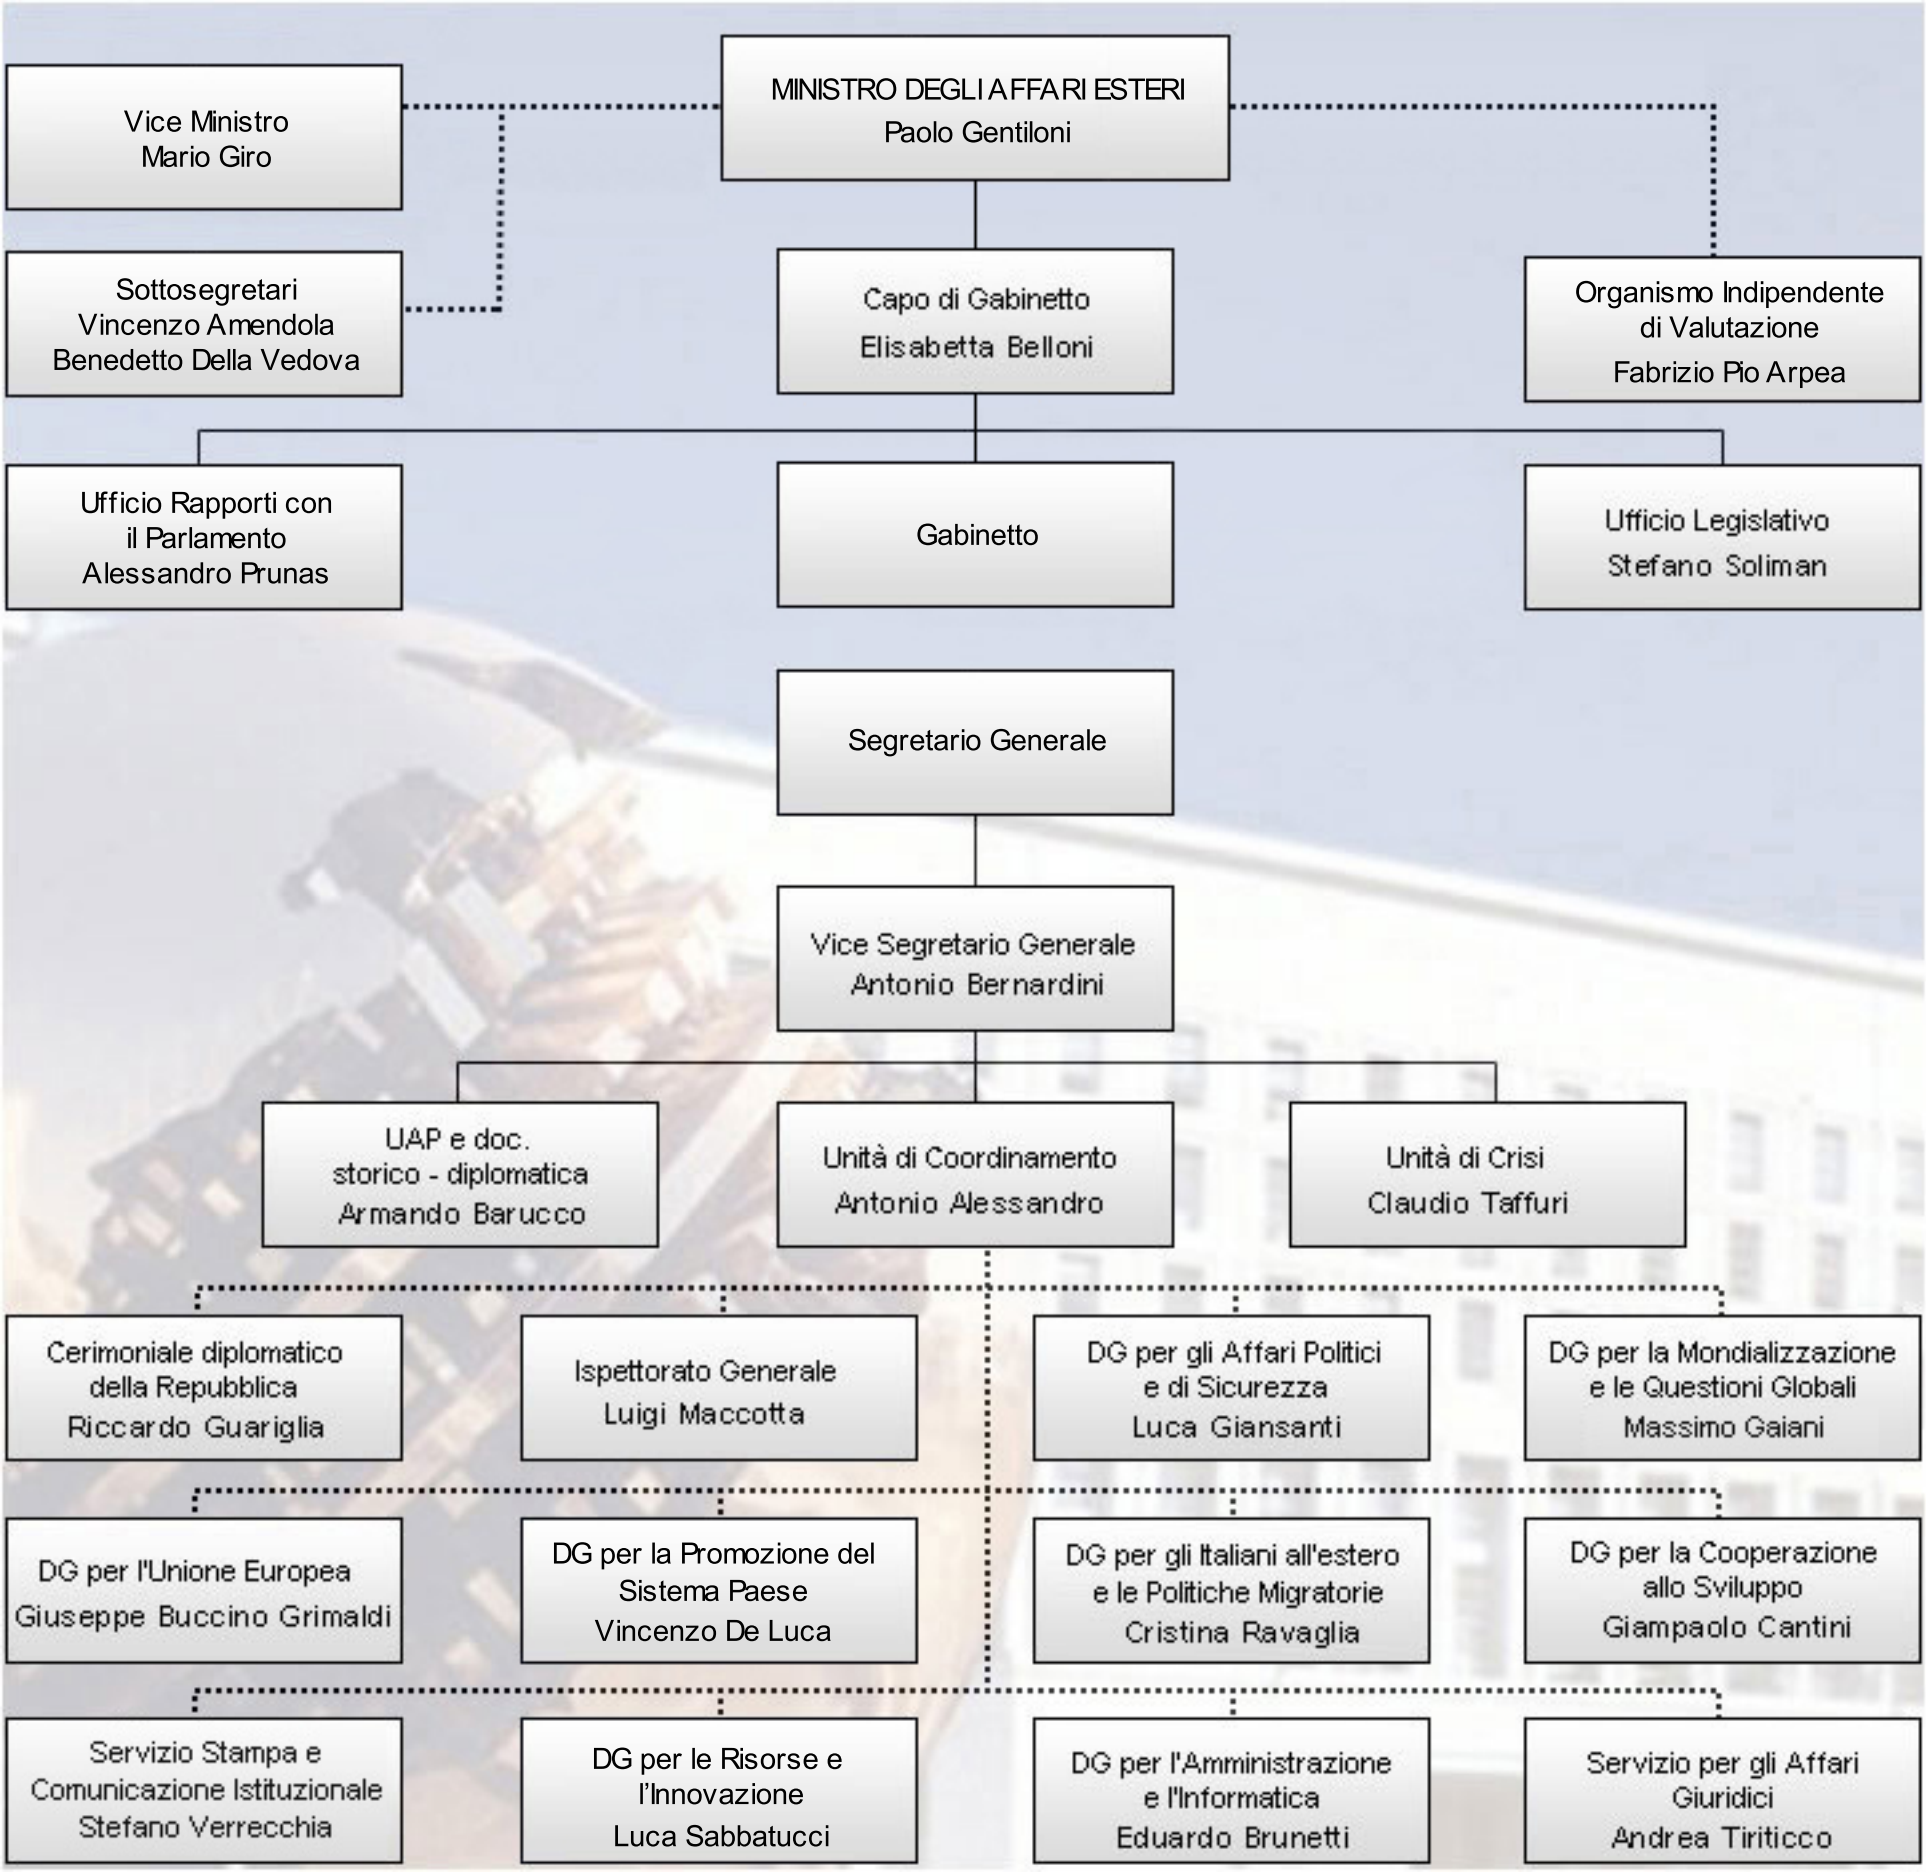 MINISTRO DEGLI AFFARI ESTERI
Paolo Gentiloni
Vice Ministro
Mario Giro
Sottosegretari
Vincenzo Amendola
Benedetto Della Vedova
Capo di Gabinetto
Elisabetta Belloni
Organismo Indipendente
di Valutazione
Fabrizio Pio Arpea
Ufficio Rapporti con
il Parlamento
Alessandro Prunas
Gabinetto
Ufficio Legislativo
Stefano Soliman
Segretario Generale
Vice Segretario Generale
Antonio Bernardini
UAP e doc.
storico - diplomatica
Armando Barucco
Unità di Coordinamento
Antonio Alessandro
Unità di Crisi
Claudio Taffuri
Cerimoniale diplomatico
della Repubblica
Riccardo Guariglia
Ispettorato Generale
Luigi Maccotta
DG per gli Affari Politici
e di Sicurezza
Luca Giansanti
DG per la Mondializzazione
e le Questioni Globali
Massimo Gaiani
DG per l'Unione Europea
Giuseppe Buccino Grimaldi
DG per la Promozione del
Sistema Paese
Vincenzo De Luca
DG per gli Italiani all'estero
e le Politiche Migratorie
Cristina Ravaglia
DG per la Cooperazione
allo Sviluppo
Giampaolo Cantini
Servizio Stampa e
Comunicazione Istituzionale
Stefano Verrecchia
DG per le Risorse e
l’Innovazione
Luca Sabbatucci
DG per l'Amministrazione
e l'Informatica
Eduardo Brunetti
Servizio per gli Affari
Giuridici
Andrea Tiriticco